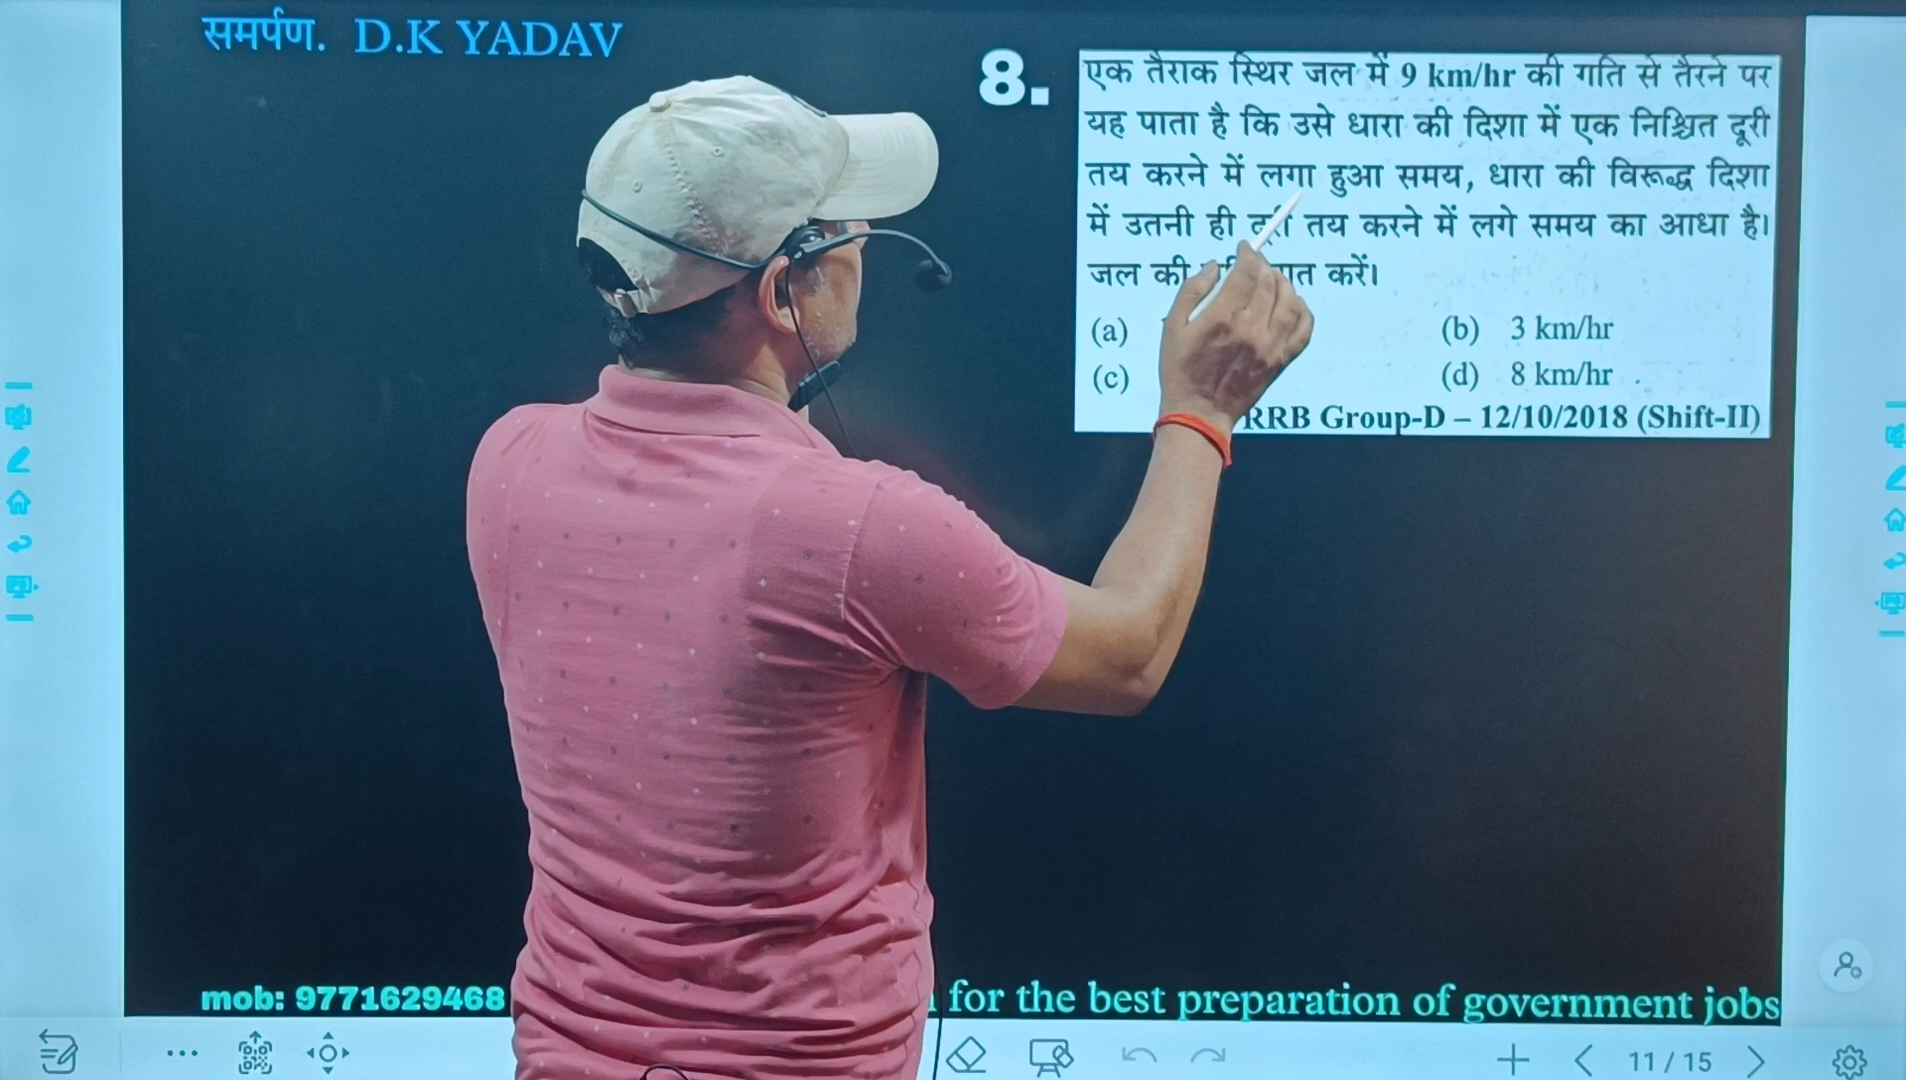 समर्पण. D.K YADAV
8.
एक तैराक स्थिर जल में 9 km/hr की गति से तैरने पर
यह पाता है कि उसे धारा की दिशा में एक निश्चित दूरी
तय करने में लगा हुआ समय, धारा की विरूद्ध दिशा
में उतनी ही तय करने में लगे समय का आधा है।
जल की करें।
(a)
(b) 3 km/hr
(c)
(d) 8 km/hr
RRB Group-D – 12/10/2018 (Shift-II)
mob: 9771629468 for the best preparation of government jobs
11 / 15